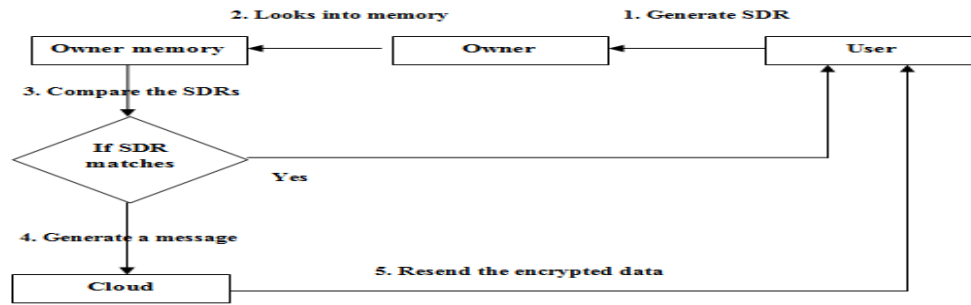 2. Looks into memory
1. Generate SDR
Owner memory
Owner
User
3. Compare the SDRs
If SDR
matches
Yes
4. Generate a message
5. Resend the encrypted data
Cloud